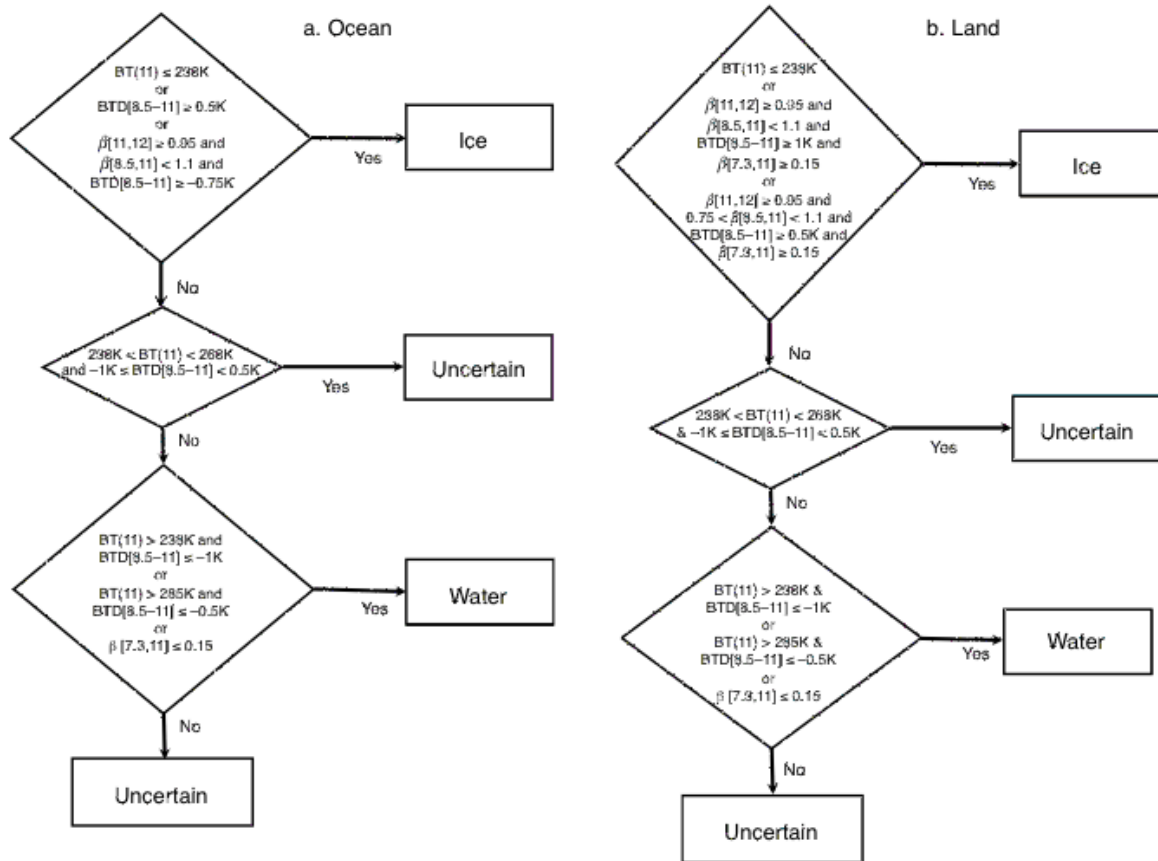 a. Ocean
BT(11) ≤ 238K
or
BTD[8.5–11] ≥ 0.5K
or
β[11,12] ≥ 0.95 and
β[8.5,11] < 1.1 and
BTD[8.5–11] ≥ –0.75K
Yes
Ice
No
238K < BT(11) < 268K
and –1K ≤ BTD[8.5–11] < 0.5K
Yes
Uncertain
No
BT(11) > 238K and
BTD[8.5–11] ≤ –1K
or
BT(11) > 285K and
BTD[8.5–11] ≤ –0.5K
or
β [7.3,11] ≤ 0.15
Yes
Water
No
Uncertain
b. Land
BT(11) ≤ 238K
or
β[11,12] ≥ 0.95 and
β[8.5,11] < 1.1 and
BTD[8.5–11] ≥ 1K and
β[7.3,11] ≥ 0.15
or
β[11,12] ≥ 0.95 and
0.75 < β[8.5,11] < 1.1 and
BTD[8.5–11] ≥ 0.5K and
β[7.3,11] ≥ 0.15
Yes
Ice
No
238K < BT(11) < 268K
& –1K ≤ BTD[8.5–11] < 0.5K
Yes
Uncertain
No
BT(11) > 238K &
BTD[8.5–11] ≤ –1K
or
BT(11) > 285K &
BTD[8.5–11] ≤ –0.5K
or
β [7.3,11] ≤ 0.15
Yes
Water
No
Uncertain